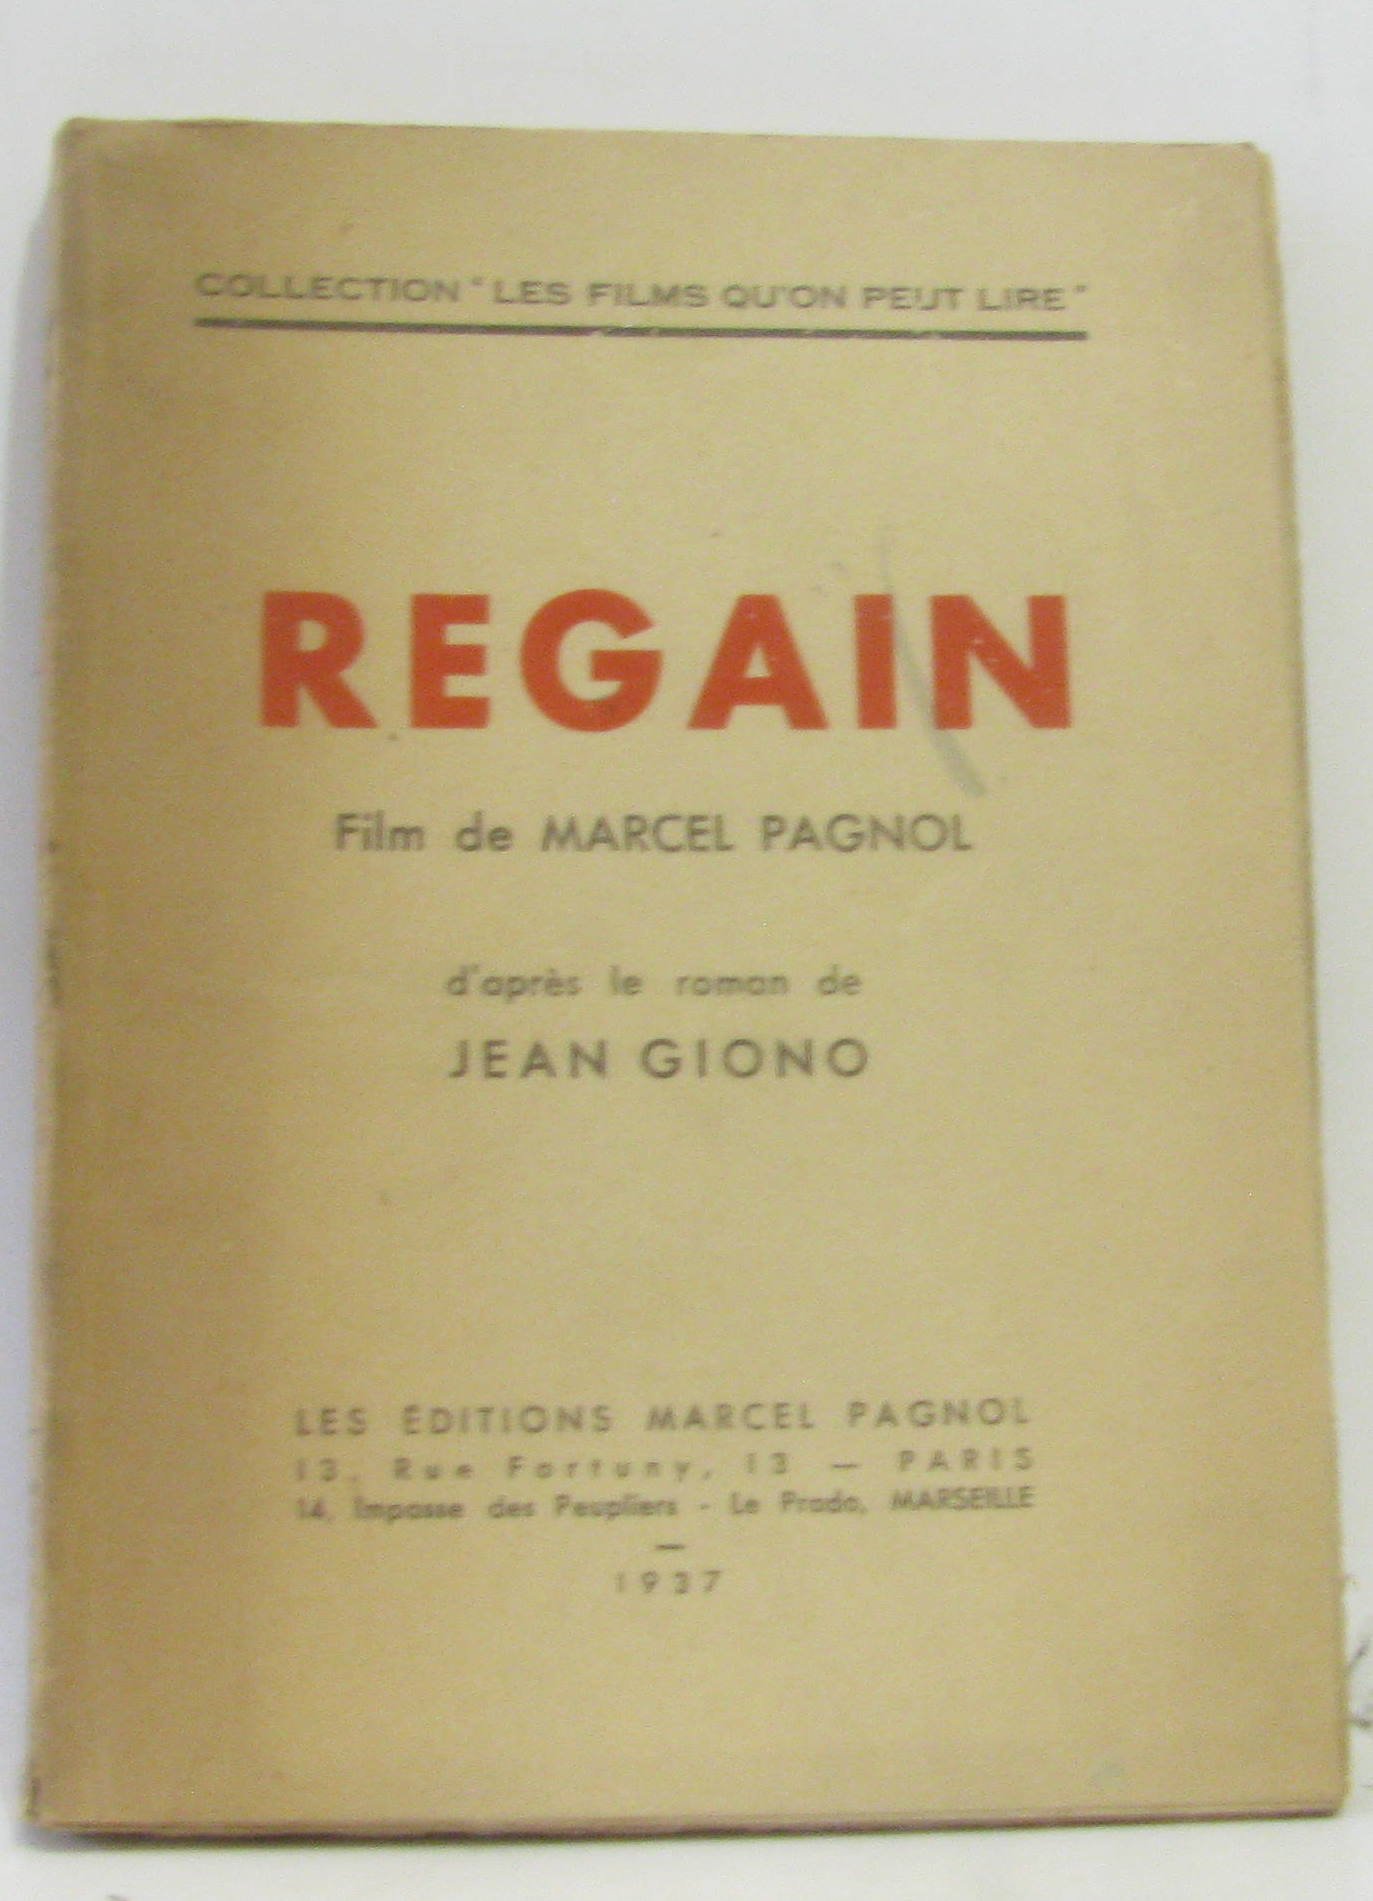 COLLECTION "LES FILMS QU'ON PEUT LIRE"
REGAIN
Film de MARCEL PAGNOL
d'après le roman de
JEAN GIONO
LES ÉDITIONS MARCEL PAGNOL
13, Rue Fortuny, 13 — PARIS
14, Impasse des Peupliers - Le Prado, MARSEILLE
—
1937